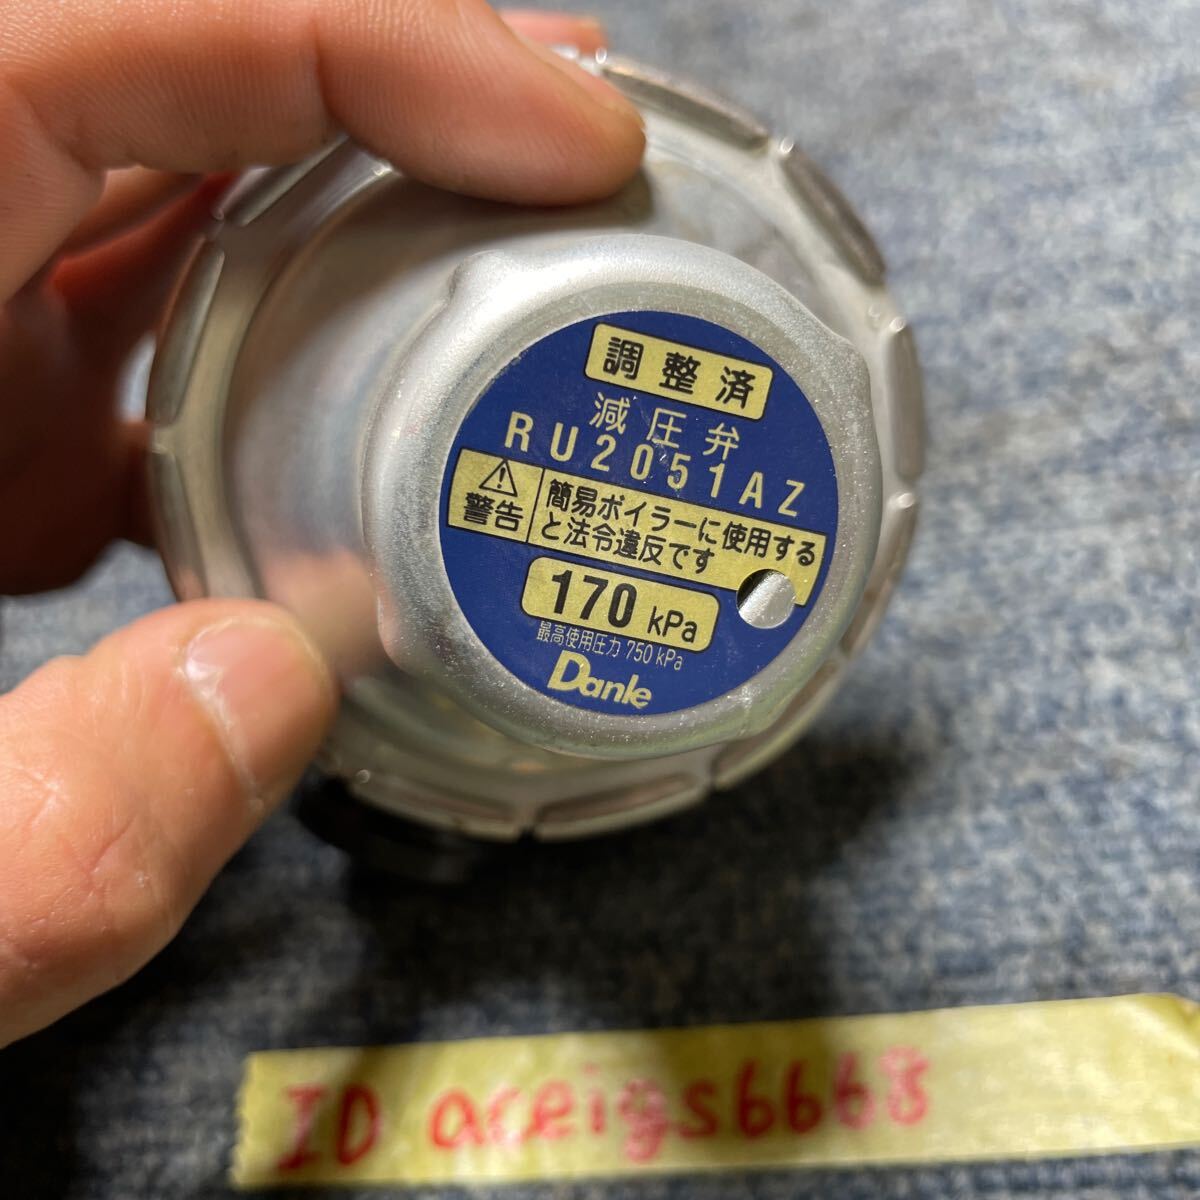 調整済
減圧弁
RU2051AZ
警告
簡易ボイラーに使用する
と法令違反です
170 kPa
最高使用圧力 750 kPa
Danle
ID aceigs6668